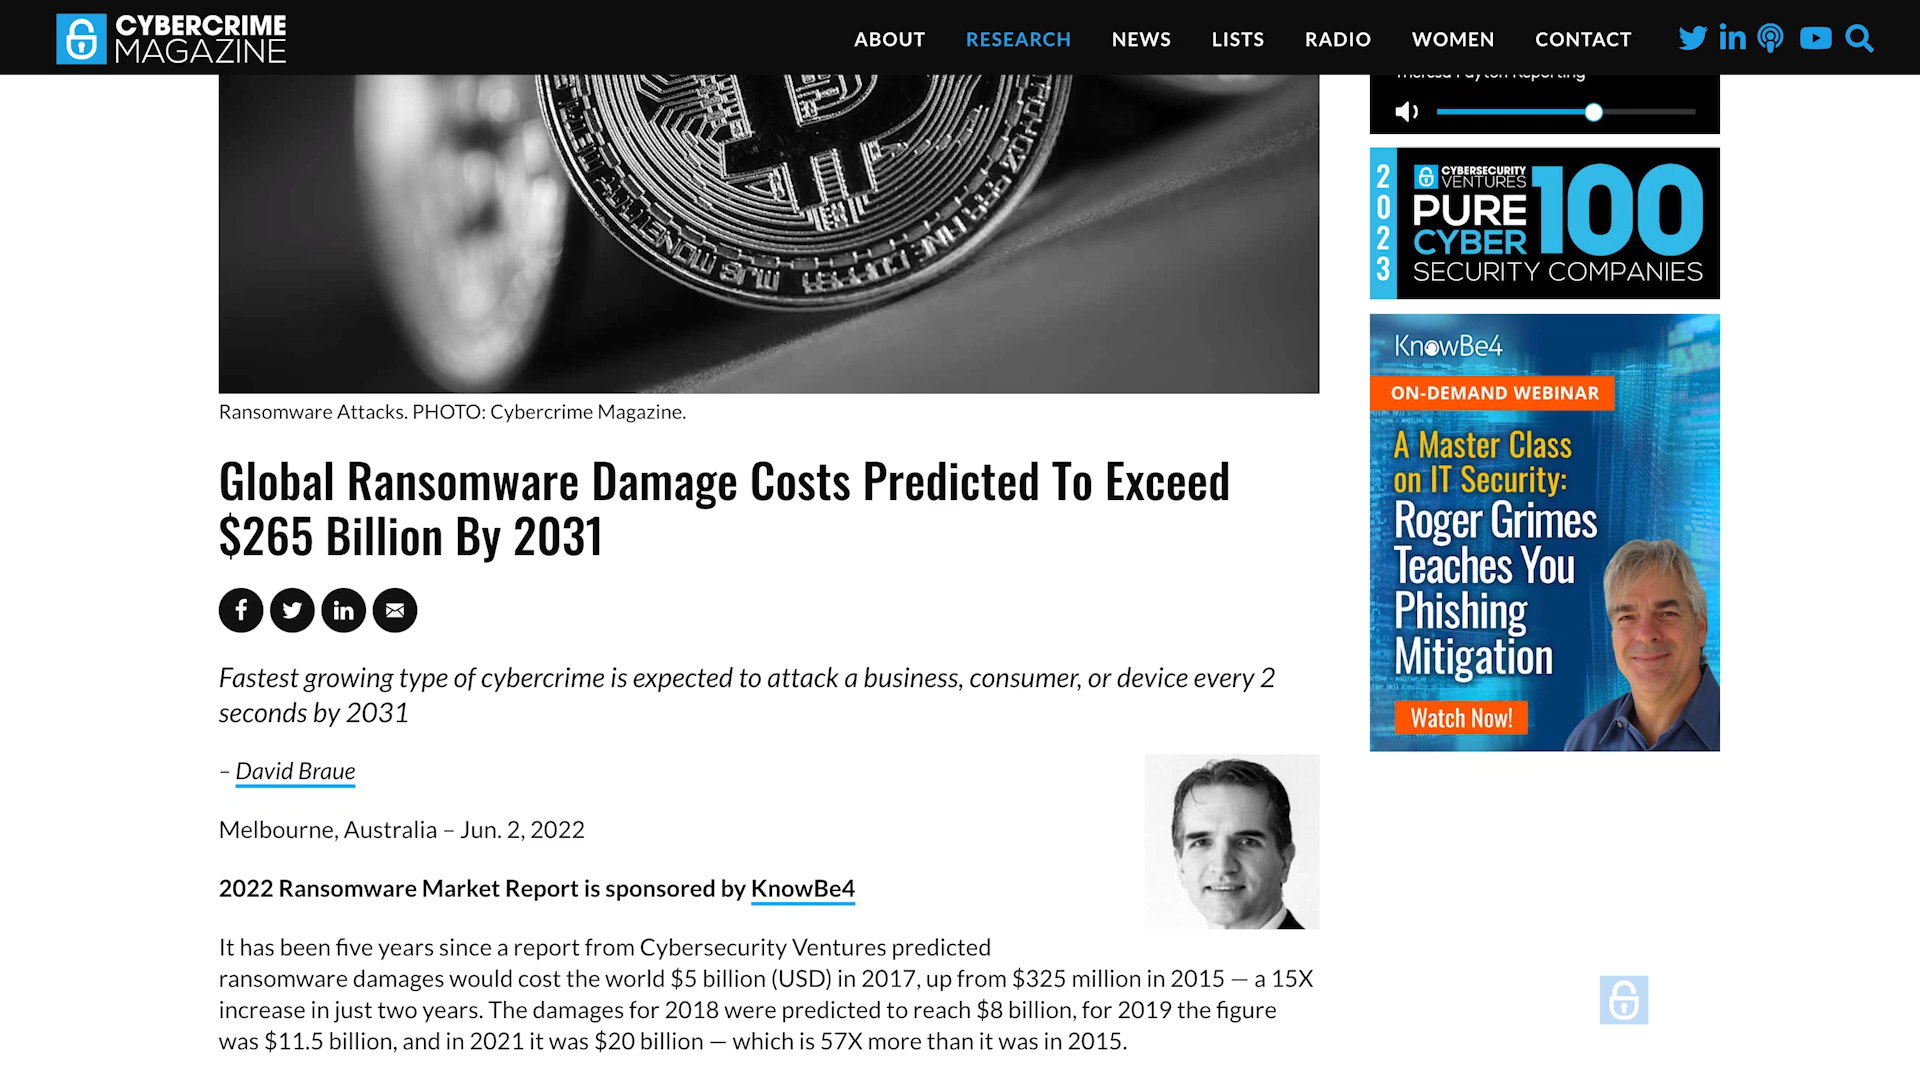 CYBERCRIME
MAGAZINE
ABOUT
RESEARCH
NEWS
LISTS
RADIO
WOMEN
CONTACT
Theresa Payton Reporting
2023
CYBERSECURITY
VENTURES
PURE
CYBER
100
SECURITY COMPANIES
KnowBe4
ON-DEMAND WEBINAR
A Master Class
on IT Security:
Roger Grimes
Teaches You
Phishing
Mitigation
Watch Now!
Ransomware Attacks. PHOTO: Cybercrime Magazine.
Global Ransomware Damage Costs Predicted To Exceed
$265 Billion By 2031
Fastest growing type of cybercrime is expected to attack a business, consumer, or device every 2
seconds by 2031
– David Braue
Melbourne, Australia – Jun. 2, 2022
2022 Ransomware Market Report is sponsored by KnowBe4
It has been five years since a report from Cybersecurity Ventures predicted
ransomware damages would cost the world $5 billion (USD) in 2017, up from $325 million in 2015 — a 15X
increase in just two years. The damages for 2018 were predicted to reach $8 billion, for 2019 the figure
was $11.5 billion, and in 2021 it was $20 billion — which is 57X more than it was in 2015.